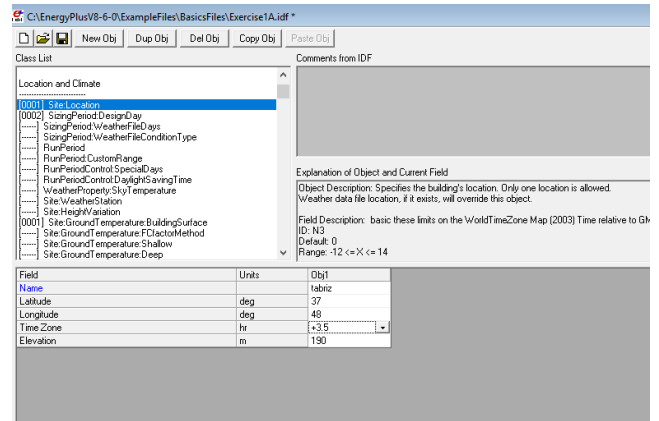 C:\EnergyPlusV8-6-0\ExampleFiles\BasicsFiles\Exercise1A.idf *
New Obj Dup Obj Del Obj Copy Obj Paste Obj
Class List
Comments from IDF
Location and Climate
------------------------
[0001] Site:Location
[0002] SizingPeriod:DesignDay
[------] SizingPeriod:WeatherFileDays
[------] SizingPeriod:WeatherFileConditionType
[------] RunPeriod
[------] RunPeriod:CustomRange
[------] RunPeriodControl:SpecialDays
[------] RunPeriodControl:DaylightSavingTime
[------] WeatherProperty:SkyTemperature
[------] Site:WeatherStation
[------] Site:HeightVariation
[0001] Site:GroundTemperature:BuildingSurface
[------] Site:GroundTemperature:FCfactorMethod
[------] Site:GroundTemperature:Shallow
[------] Site:GroundTemperature:Deep
Explanation of Object and Current Field
Object Description: Specifies the building's location. Only one location is allowed.
Weather data file location, if it exists, will override this object.
Field Description: basic these limits on the WorldTimeZone Map (2003) Time relative to GM
ID: N3
Default: 0
Range: -12 <= X <= 14
Field Units Obj1
Name tabriz
Latitude deg 37
Longitude deg 48
Time Zone hr +3.5
Elevation m 190